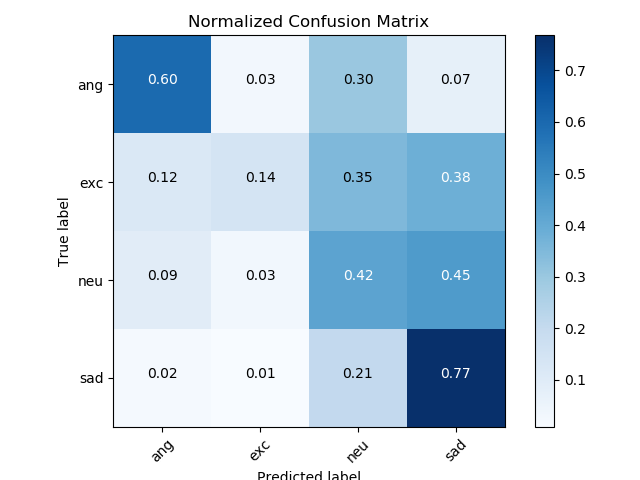 Normalized Confusion Matrix
ang 0.60 0.03 0.30 0.07
exc 0.12 0.14 0.35 0.38
neu 0.09 0.03 0.42 0.45
sad 0.02 0.01 0.21 0.77
True label
ang exc neu sad
Predicted label
0.7
0.6
0.5
0.4
0.3
0.2
0.1